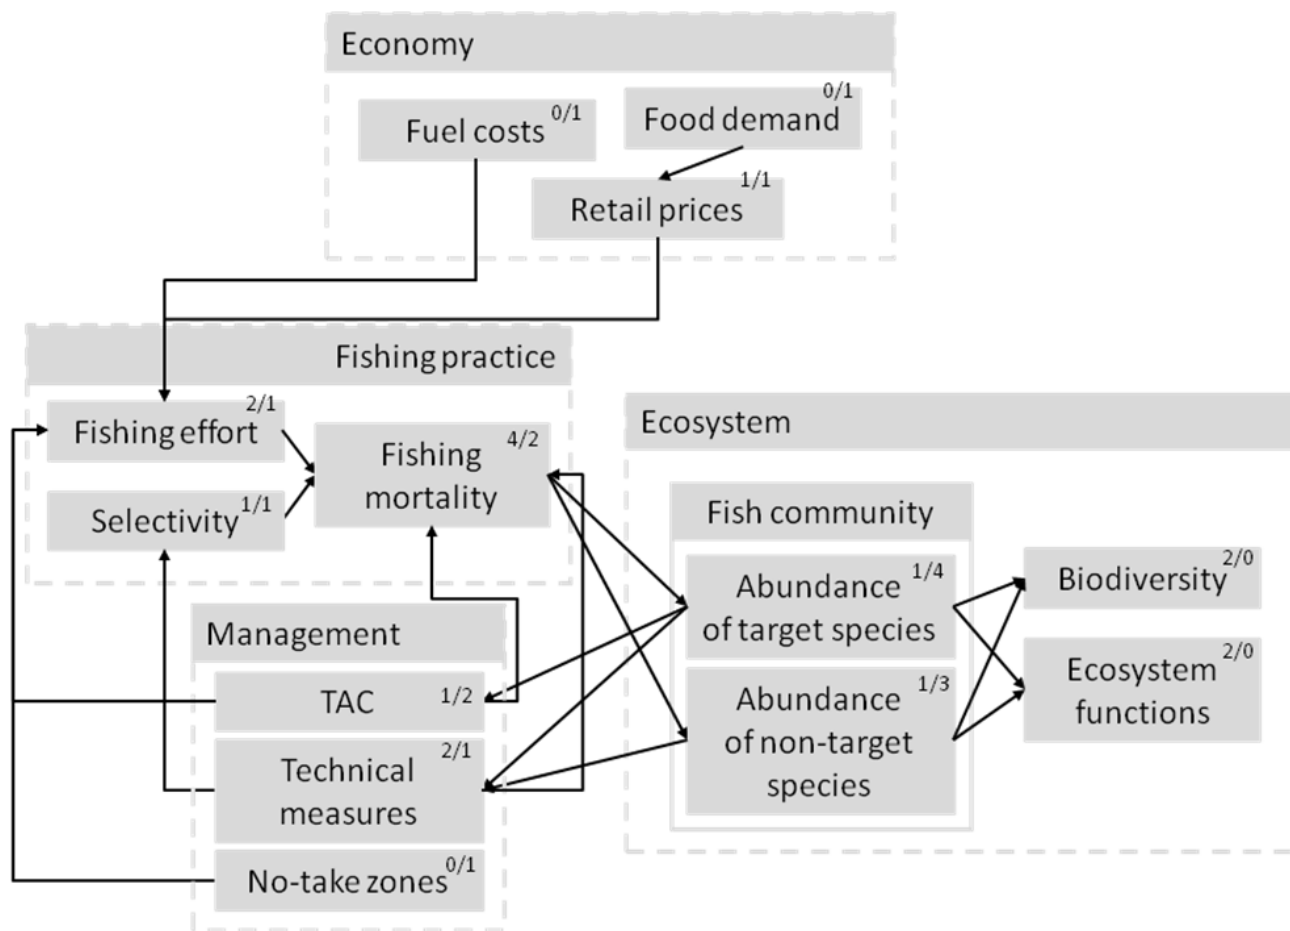 Economy
Fuel costs 0/1
Food demand 0/1
Retail prices 1/1
Fishing practice
Fishing effort 2/1
Fishing
mortality 4/2
Selectivity 1/1
Management
TAC 1/2
Technical
measures 2/1
No-take zones 0/1
Ecosystem
Fish community
Abundance
of target species 1/4
Abundance
of non-target
species 1/3
Biodiversity 2/0
Ecosystem
functions 2/0